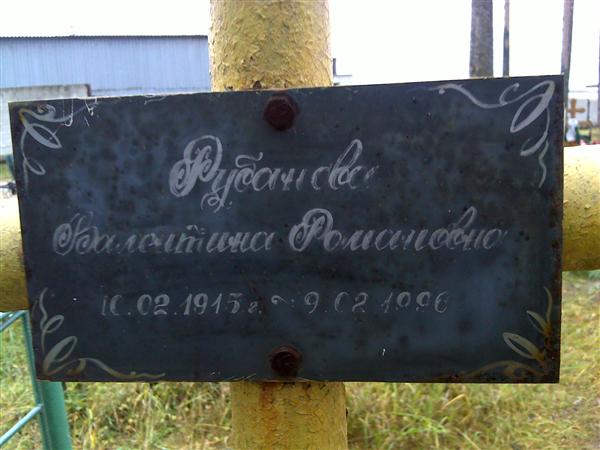 Рубанова
Валентина Романовна
10.02.1915 г. ~ 9.02.1996